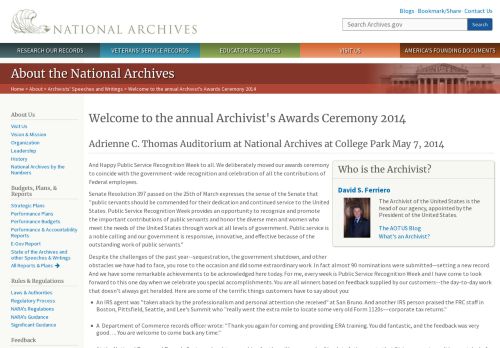 NATIONAL ARCHIVES
Blogs · Bookmark/Share · Contact Us
Search Archives.gov
Search
RESEARCH OUR RECORDS
VETERANS' SERVICE RECORDS
EDUCATOR RESOURCES
VISIT US
AMERICA'S FOUNDING DOCUMENTS
About the National Archives
Home > About > Archivists' Speeches and Writings > Welcome to the annual Archivist's Awards Ceremony 2014
About Us
Visit Us
Vision & Mission
Organization
Leadership
History
National Archives by the
Numbers
Budgets, Plans, &
Reports
Strategic Plans
Performance Plans
Performance Budgets
Performance & Accountability
Reports
E-Gov Report
State of the Archives and
other Speeches & Writings
All Reports & Plans
Rules & Regulations
Laws & Authorities
Regulatory Process
NARA's Regulations
NARA's Guidance
Significant Guidance
Feedback
Welcome to the annual Archivist's Awards Ceremony 2014
Adrienne C. Thomas Auditorium at National Archives at College Park May 7, 2014
And Happy Public Service Recognition Week to all. We deliberately moved our awards ceremony
to coincide with the government-wide recognition and celebration of all the contributions of
Federal employees.
Senate Resolution 397 passed on the 25th of March expresses the sense of the Senate that
"public servants should be commended for their dedication and continued service to the United
States. Public Service Recognition Week provides an opportunity to recognize and promote
the important contributions of public servants and honor the diverse men and women who
meet the needs of the United States through work at all levels of government. Public service is
a noble calling and our government is responsive, innovative, and effective because of the
outstanding work of public servants."
Despite the challenges of the past year--sequestration, the government shutdown, and other
obstacles we have had to face, you rose to the occasion and did some extraordinary work. In fact almost 90 nominations were submitted—setting a new record.
And we have some remarkable achievements to be acknowledged here today. For me, every week is Public Service Recognition Week and I have come to look
forward to this one day when we celebrate your special accomplishments. You are all winners based on feedback supplied by our customers--the day-to-day work
that doesn't always get heralded. Here are some of the terrific things customers have to say about you:
An IRS agent was "taken aback by the professionalism and personal attention she received" at San Bruno. And another IRS person praised the FRC staff in
Boston, Pittsfield, Seattle, and Lee's Summit who "really went the extra mile to locate some very old Form 1120s—corporate tax returns."
A Department of Commerce records officer wrote: "Thank you again for coming and providing ERA training. You did fantastic, and the feedback was very
good. . . . You are welcome to come back any time."
Who is the Archivist?
David S. Ferriero
The Archivist of the United States is the
head of our agency, appointed by the
President of the United States.
The AOTUS Blog
What's an Archivist?